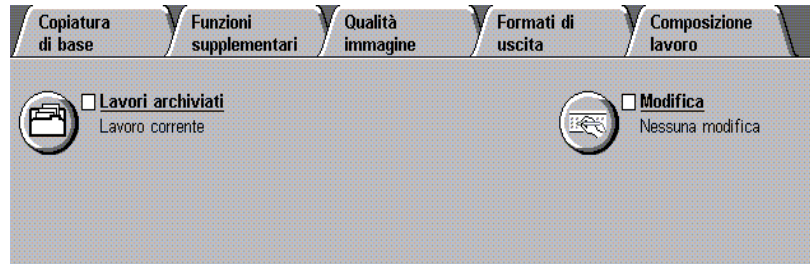 Copiatura di base
Funzioni supplementari
Qualità immagine
Formati di uscita
Composizione lavoro
Lavori archiviati
Lavoro corrente
Modifica
Nessuna modifica